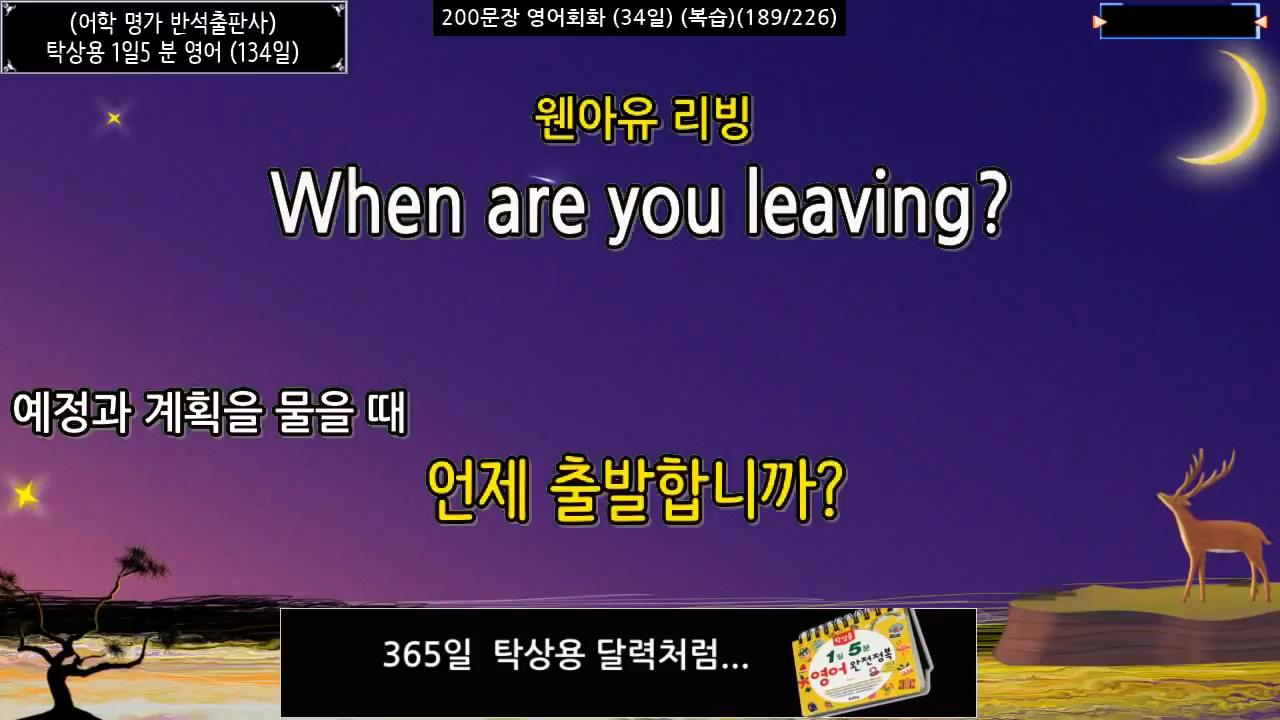 (어학 명가 반석출판사)
탁상용 1일5 분 영어 (134일)
200문장 영어회화 (34일) (복습)(189/226)
웬아유 리빙
When are you leaving?
예정과 계획을 물을 때
언제 출발합니까?
365일 탁상용 달력처럼...
탁상용
1일 5분
영어 완전정복